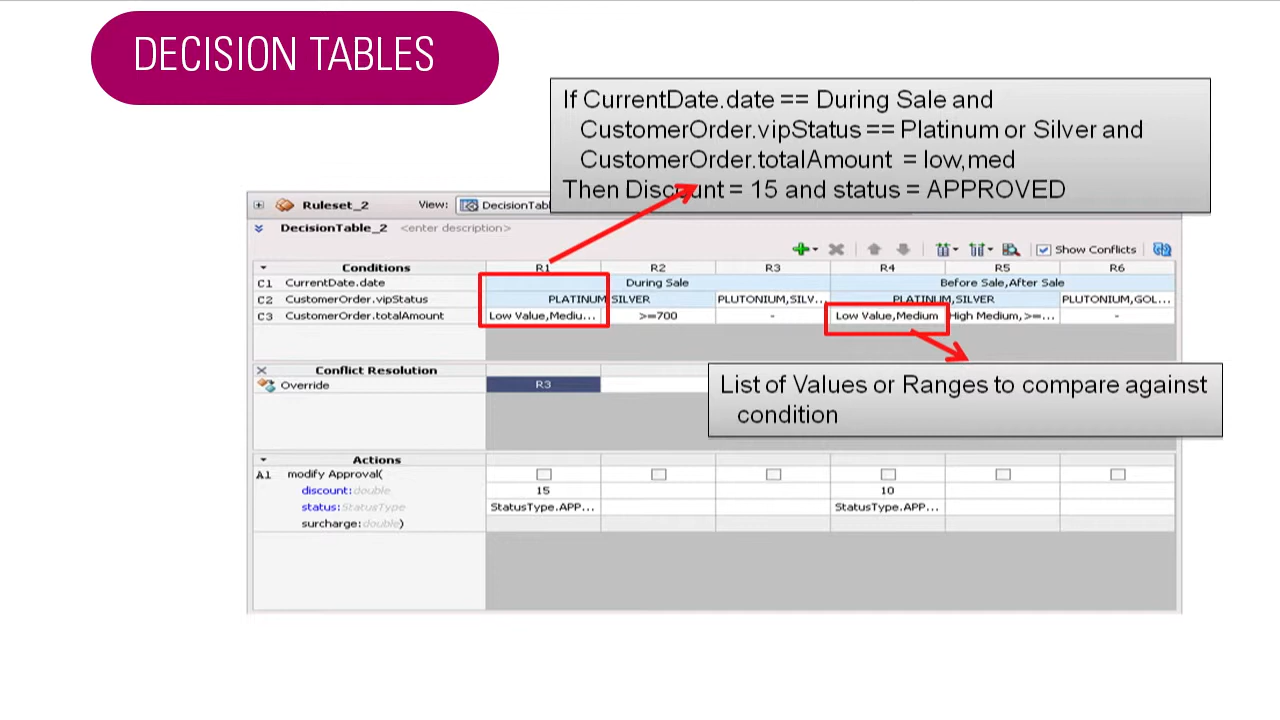 DECISION TABLES
If CurrentDate.date == During Sale and
CustomerOrder.vipStatus == Platinum or Silver and
CustomerOrder.totalAmount = low,med
Then Discount = 15 and status = APPROVED
Ruleset_2 View: DecisionTabl
DecisionTable_2 <enter description>
Show Conflicts
Conditions R1 R2 R3 R4 R5 R6
C1 CurrentDate.date During Sale Before Sale,After Sale
C2 CustomerOrder.vipStatus PLATINUM,SILVER PLUTONIUM,SILV... PLATINUM,SILVER PLUTONIUM,GOL...
C3 CustomerOrder.totalAmount Low Value,Mediu... >=700 - Low Value,Medium High Medium,>=... -
Conflict Resolution
Override R3
List of Values or Ranges to compare against
condition
Actions
A1 modify Approval(
discount:double 15 10
status:StatusType StatusType.APP... StatusType.APP...
surcharge:double)